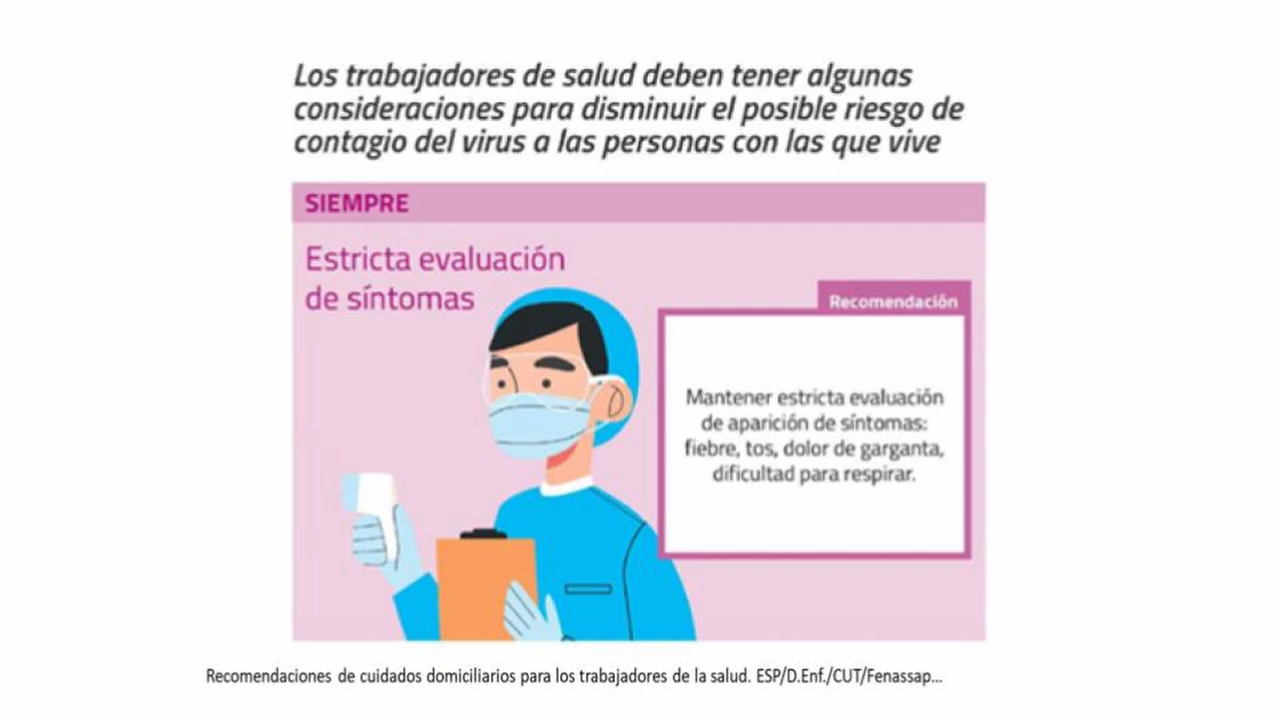 Los trabajadores de salud deben tener algunas
consideraciones para disminuir el posible riesgo de
contagio del virus a las personas con las que vive
SIEMPRE
Estricta evaluación
de síntomas
Recomendación
Mantener estricta evaluación
de aparición de síntomas:
fiebre, tos, dolor de garganta,
dificultad para respirar.
Recomendaciones de cuidados domiciliarios para los trabajadores de la salud. ESP/D.Enf./CUT/Fenassap...